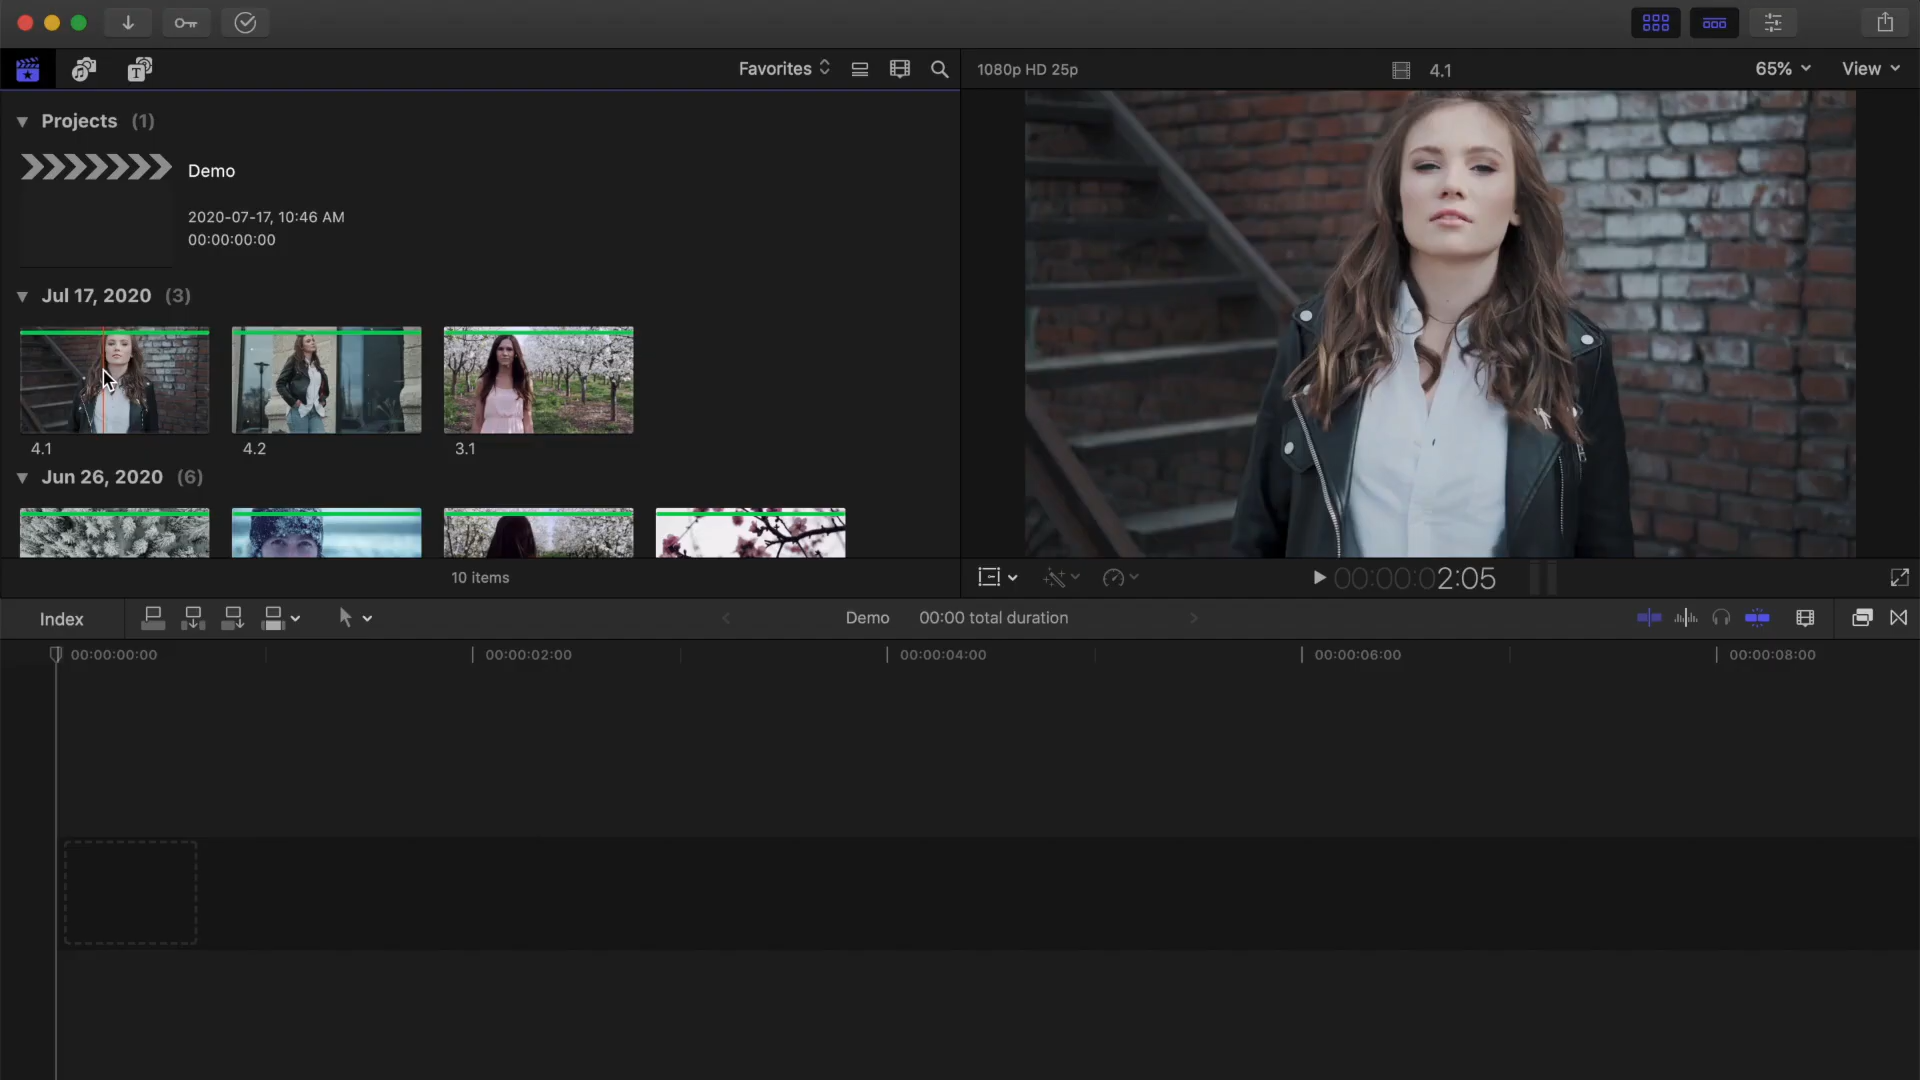 Favorites
1080p HD 25p
4.1
65%
View
Projects (1)
Demo
2020-07-17, 10:46 AM
00:00:00:00
Jul 17, 2020 (3)
4.1
4.2
3.1
Jun 26, 2020 (6)
10 items
00:00:02:05
Index
Demo
00:00 total duration
00:00:00:00
00:00:02:00
00:00:04:00
00:00:06:00
00:00:08:00